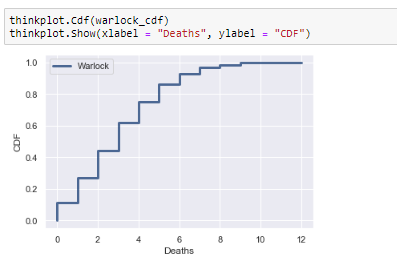 thinkplot.Cdf(warlock_cdf)
thinkplot.Show(xlabel = "Deaths", ylabel = "CDF")
1.0
Warlock
0.8
0.6
CDF
0.4
0.2
0.0
0 2 4 6 8 10 12
Deaths